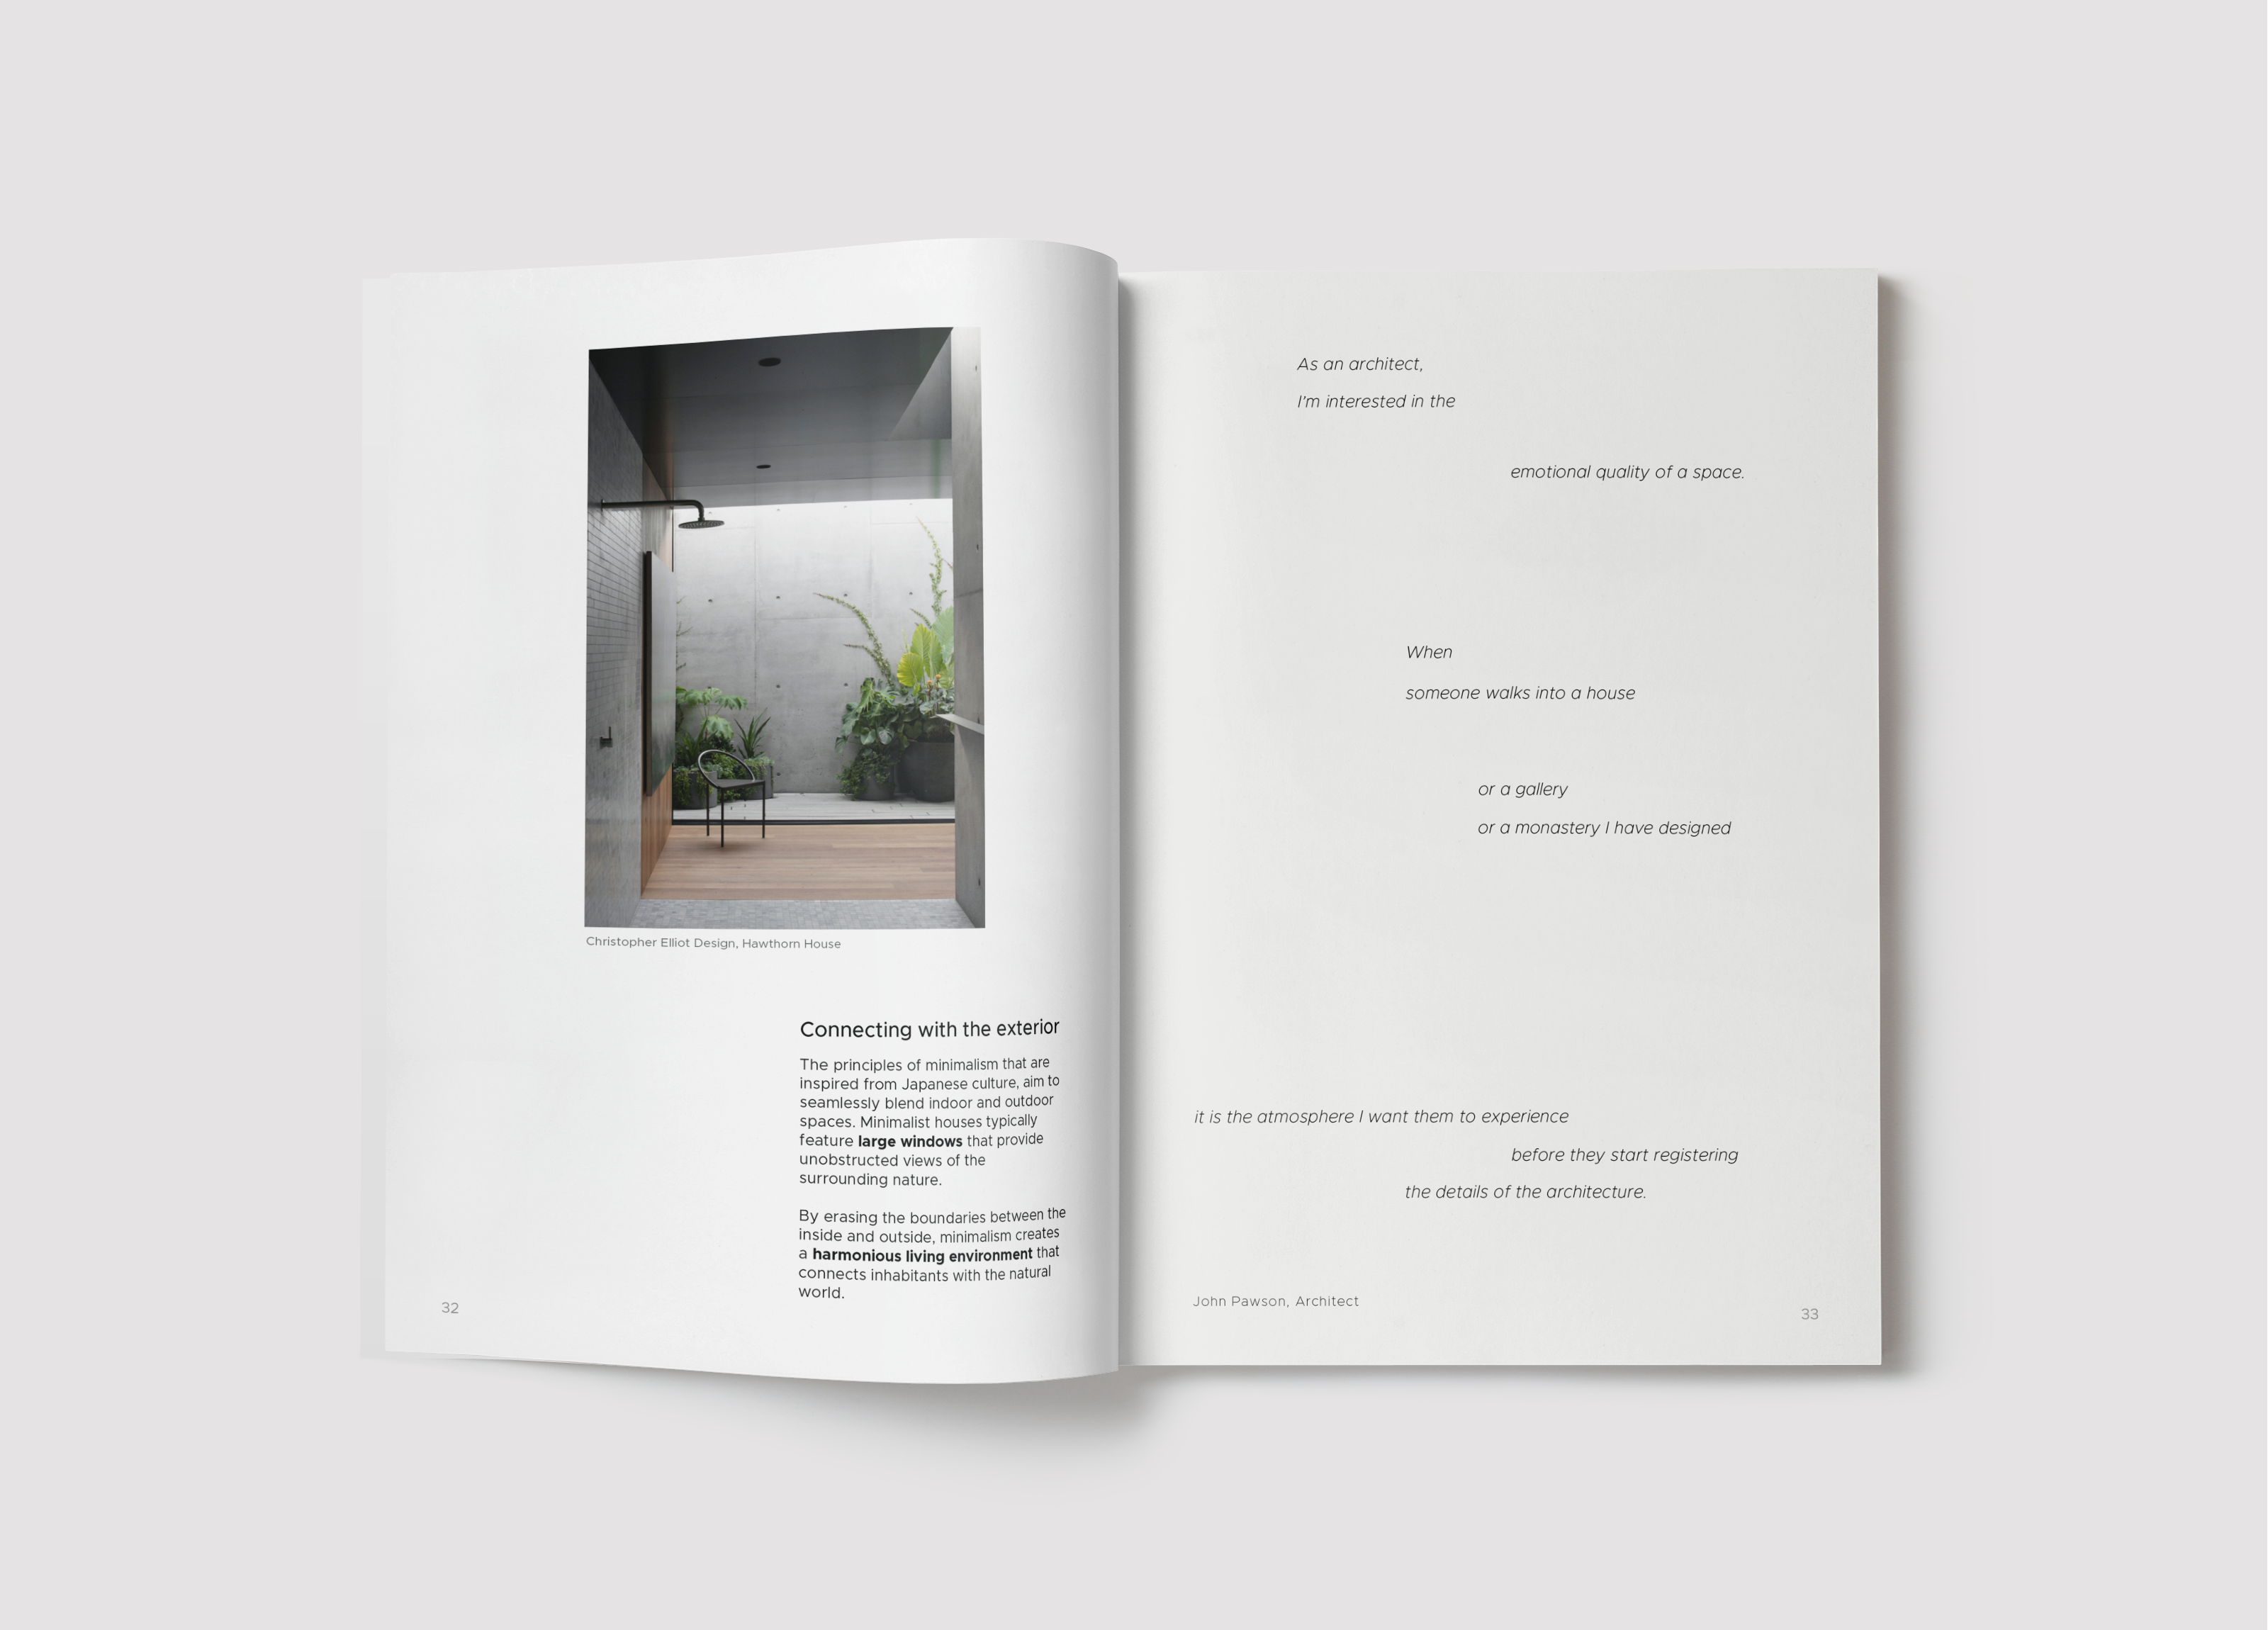 Christopher Elliot Design, Hawthorn House
Connecting with the exterior
The principles of minimalism that are
inspired from Japanese culture, aim to
seamlessly blend indoor and outdoor
spaces. Minimalist houses typically
feature large windows that provide
unobstructed views of the
surrounding nature.
By erasing the boundaries between the
inside and outside, minimalism creates
a harmonious living environment that
connects inhabitants with the natural
world.
32
As an architect,
I'm interested in the
emotional quality of a space.
When
someone walks into a house
or a gallery
or a monastery I have designed
it is the atmosphere I want them to experience
before they start registering
the details of the architecture.
John Pawson, Architect
33